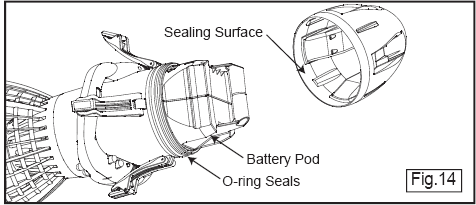 Sealing Surface
Battery Pod
O-ring Seals
Fig.14